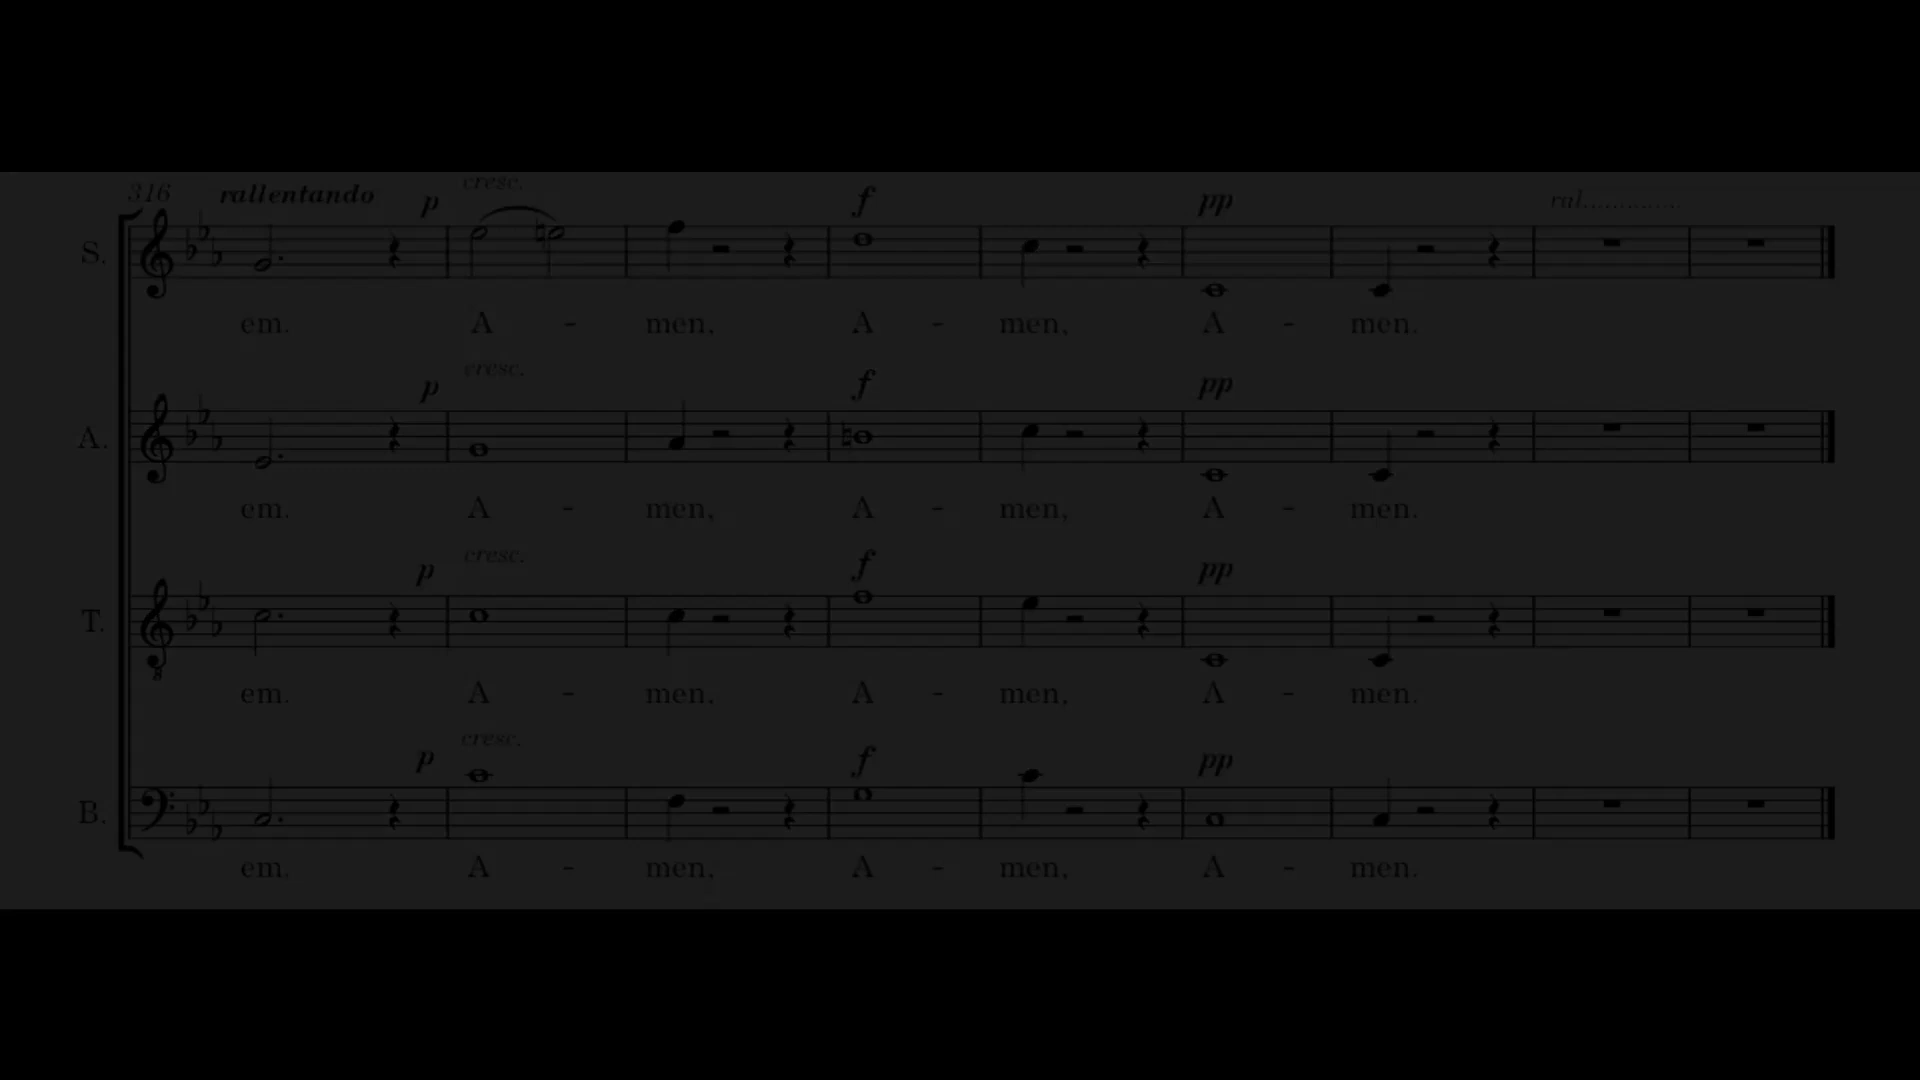 316 rallentando p cresc. f pp ral.............
S.
em. A - men, A - men, A - men.
p cresc. f pp
A.
em. A - men, A - men, A - men.
p cresc. f pp
T.
8
em. A - men, A - men, A - men.
p cresc. f pp
B.
em. A - men, A - men, A - men.